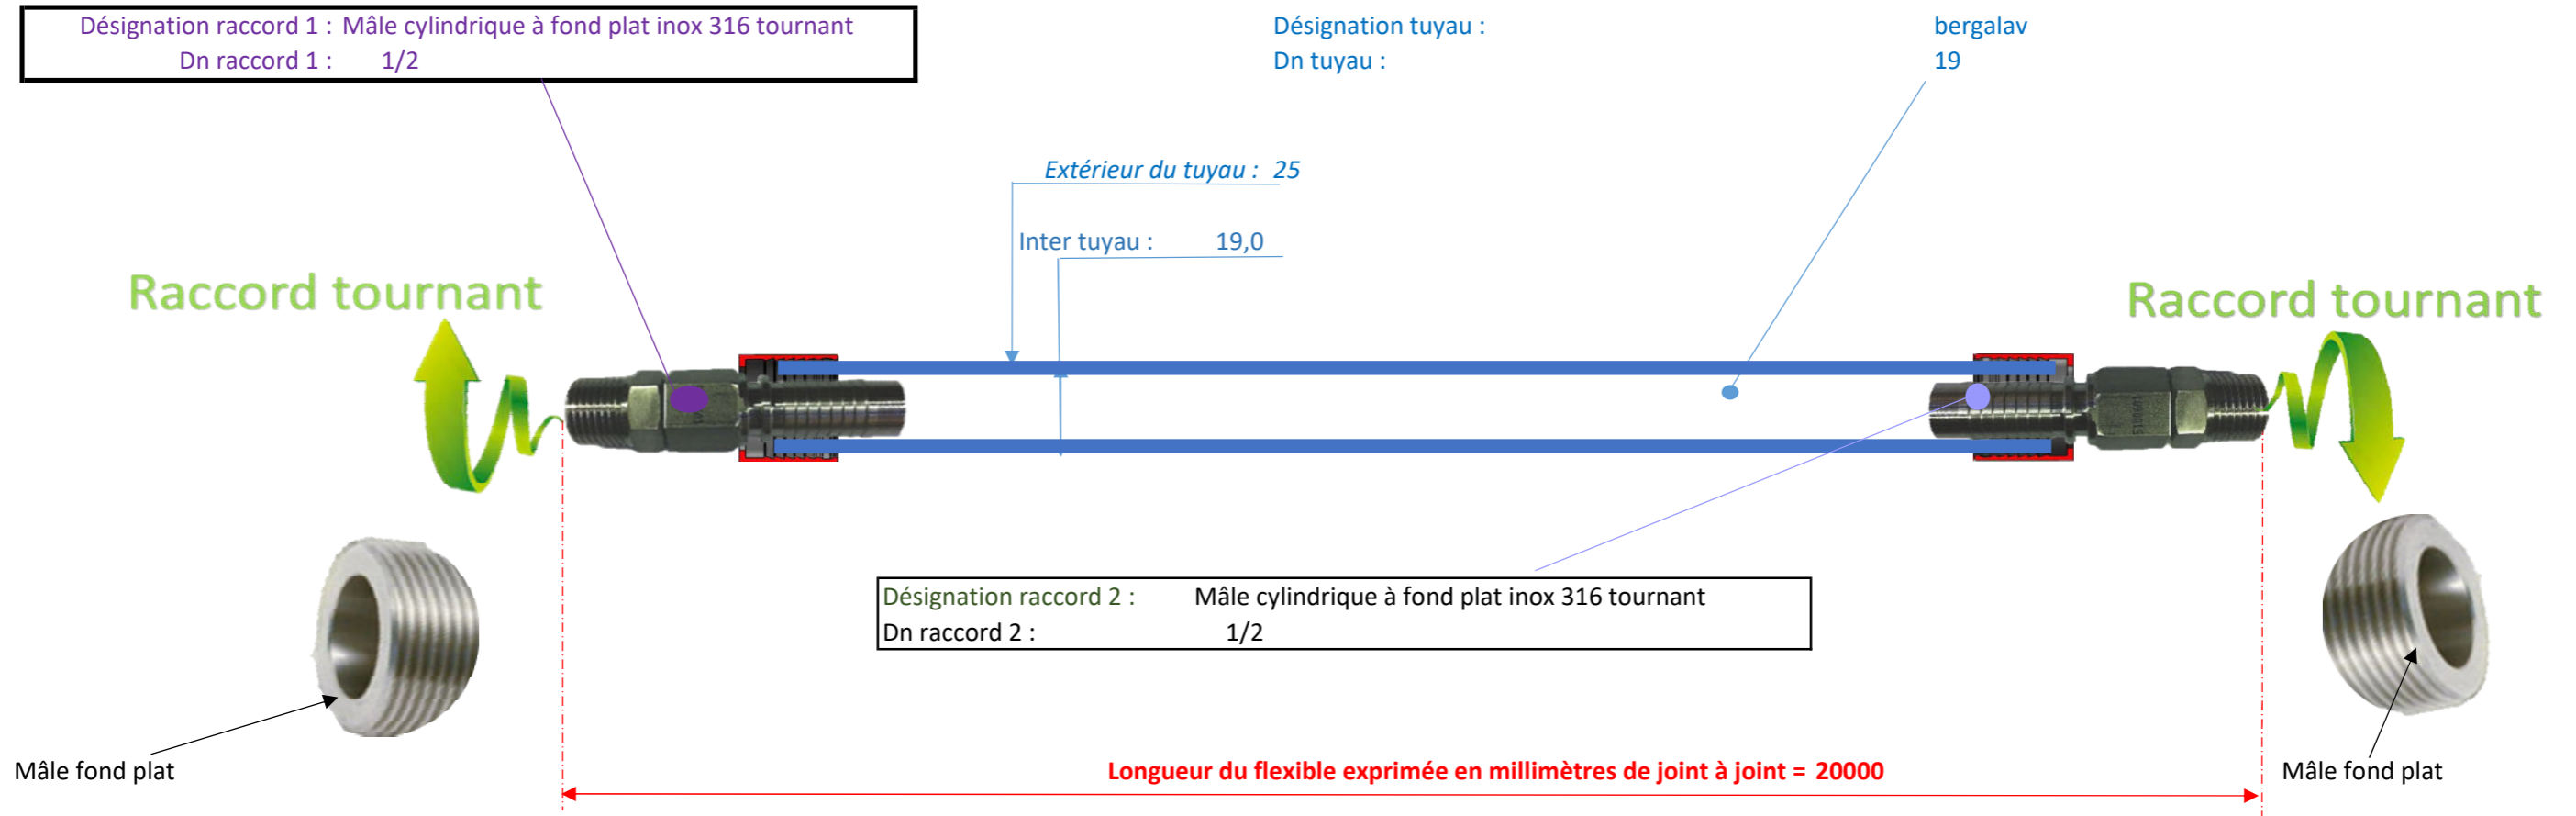 Désignation raccord 1 : Mâle cylindrique à fond plat inox 316 tournant
Dn raccord 1 : 1/2
Désignation tuyau : bergalav
Dn tuyau : 19
Extérieur du tuyau : 25
Inter tuyau : 19,0
Raccord tournant
Raccord tournant
Désignation raccord 2 : Mâle cylindrique à fond plat inox 316 tournant
Dn raccord 2 : 1/2
Mâle fond plat
Longueur du flexible exprimée en millimètres de joint à joint = 20000
Mâle fond plat